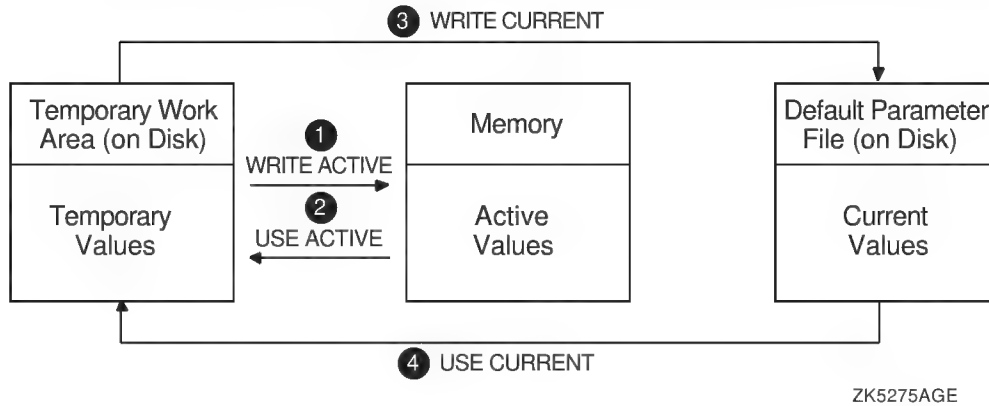 3 WRITE CURRENT
Temporary Work
Area (on Disk)
Temporary
Values
1
WRITE ACTIVE
2
USE ACTIVE
Memory
Active
Values
Default Parameter
File (on Disk)
Current
Values
4 USE CURRENT
ZK5275AGE